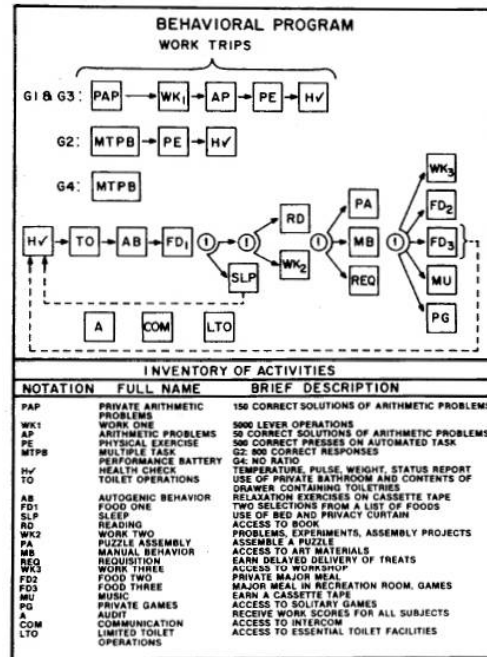 BEHAVIORAL PROGRAM
WORK TRIPS
G1 & G3: PAP WK1 AP PE H✓
G2: MTPB PE H✓
G4: MTPB
H✓ TO AB FD1 1 1 RD WK2 SLP 1 PA MB REQ 1 WK3 FD2 FD3 MU PG
A COM LTO
INVENTORY OF ACTIVITIES
NOTATION FULL NAME BRIEF DESCRIPTION
PAP PRIVATE ARITHMETIC PROBLEMS 150 CORRECT SOLUTIONS OF ARITHMETIC PROBLEMS
WK1 WORK ONE 5000 LEVER OPERATIONS
AP ARITHMETIC PROBLEMS 50 CORRECT SOLUTIONS OF ARITHMETIC PROBLEMS
PE PHYSICAL EXERCISE 500 CORRECT PRESSES ON AUTOMATED TASK
MTPB MULTIPLE TASK PERFORMANCE BATTERY G2: 800 CORRECT RESPONSES
G4: NO RATIO
H✓ HEALTH CHECK TEMPERATURE, PULSE, WEIGHT, STATUS REPORT
TO TOILET OPERATIONS USE OF PRIVATE BATHROOM AND CONTENTS OF
DRAWER CONTAINING TOILETRIES
AB AUTOGENIC BEHAVIOR RELAXATION EXERCISES ON CASSETTE TAPE
FD1 FOOD ONE TWO SELECTIONS FROM A LIST OF FOODS
SLP SLEEP USE OF BED AND PRIVACY CURTAIN
RD READING ACCESS TO BOOK
WK2 WORK TWO PROBLEMS, EXPERIMENTS, ASSEMBLY PROJECTS
PA PUZZLE ASSEMBLY ASSEMBLE A PUZZLE
MB MANUAL BEHAVIOR ACCESS TO ART MATERIALS
REQ REQUISITION EARN DELAYED DELIVERY OF TREATS
WK3 WORK THREE ACCESS TO WORKSHOP
FD2 FOOD TWO PRIVATE MAJOR MEAL
FD3 FOOD THREE MAJOR MEAL IN RECREATION ROOM, GAMES
MU MUSIC EARN A CASSETTE TAPE
PG PRIVATE GAMES ACCESS TO SOLITARY GAMES
A AUDIT RECEIVE WORK SCORES FOR ALL SUBJECTS
COM COMMUNICATION ACCESS TO INTERCOM
LTO LIMITED TOILET OPERATIONS ACCESS TO ESSENTIAL TOILET FACILITIES